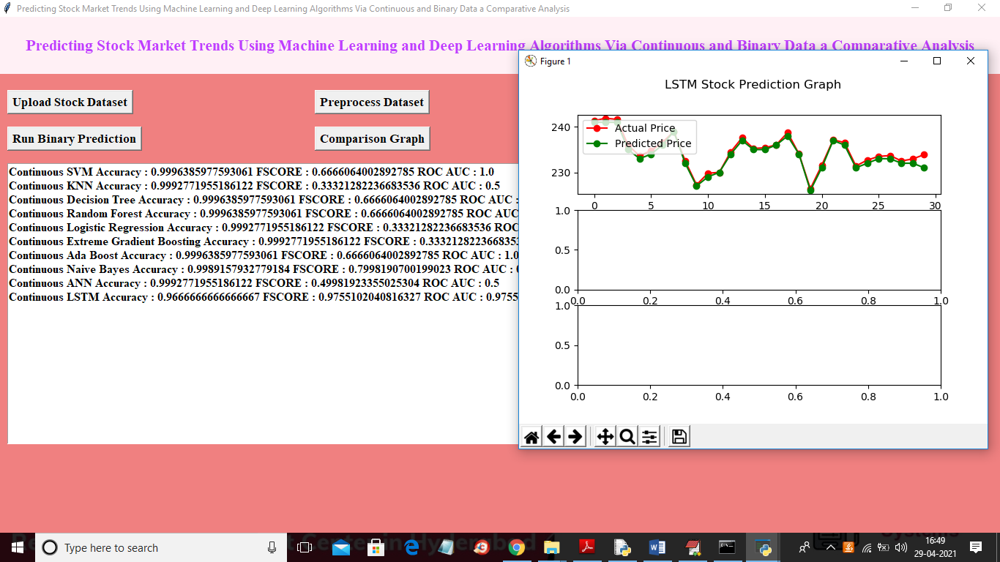 Predicting Stock Market Trends Using Machine Learning and Deep Learning Algorithms Via Continuous and Binary Data a Comparative Analysis
Predicting Stock Market Trends Using Machine Learning and Deep Learning Algorithms Via Continuous and Binary Data a Comparative Analysis
Upload Stock Dataset
Preprocess Dataset
Run Binary Prediction
Comparison Graph
Continuous SVM Accuracy : 0.9996385977593061 FSCORE : 0.6666064002892785 ROC AUC : 1.0
Continuous KNN Accuracy : 0.9992771955186122 FSCORE : 0.33321282236683536 ROC AUC : 0.5
Continuous Decision Tree Accuracy : 0.9996385977593061 FSCORE : 0.6666064002892785 ROC AUC :
Continuous Random Forest Accuracy : 0.9996385977593061 FSCORE : 0.6666064002892785 ROC AUC
Continuous Logistic Regression Accuracy : 0.9992771955186122 FSCORE : 0.33321282236683536 ROC
Continuous Extreme Gradient Boosting Accuracy : 0.9992771955186122 FSCORE : 0.3332128223668353
Continuous Ada Boost Accuracy : 0.9996385977593061 FSCORE : 0.6666064002892785 ROC AUC : 1.0
Continuous Naive Bayes Accuracy : 0.9989157932779184 FSCORE : 0.7998190700199023 ROC AUC :
Continuous ANN Accuracy : 0.9992771955186122 FSCORE : 0.49981923355025304 ROC AUC : 0.5
Continuous LSTM Accuracy : 0.9666666666666667 FSCORE : 0.9755102040816327 ROC AUC : 0.9755
Figure 1
LSTM Stock Prediction Graph
Actual Price
Predicted Price
240
230
0 5 10 15 20 25 30
1.0
0.5
0.0
0.0 0.2 0.4 0.6 0.8 1.0
1.0
0.5
0.0
0.0 0.2 0.4 0.6 0.8 1.0
Type here to search
16:49
29-04-2021